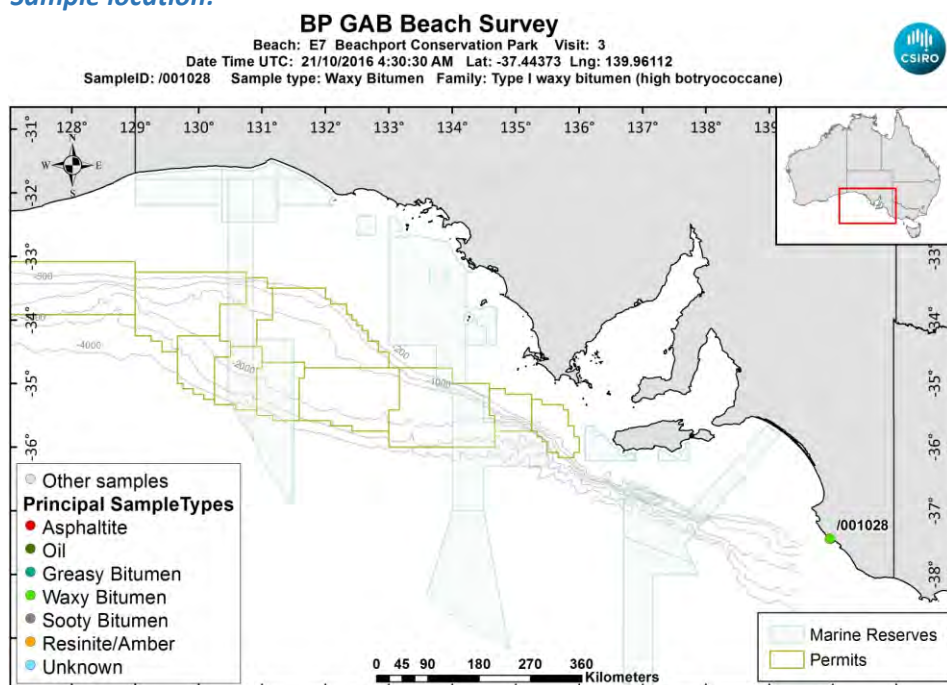 Sample location:
BP GAB Beach Survey
Beach: E7 Beachport Conservation Park Visit: 3
Date Time UTC: 21/10/2016 4:30:30 AM Lat: -37.44373 Lng: 139.96112
SampleID: /001028 Sample type: Waxy Bitumen Family: Type I waxy bitumen (high botryococcane)
CSIRO
128° 129° 130° 131° 132° 133° 134° 135° 136° 137° 138° 139
-31°
N
W E
S
-32°
-33°
-34° -34°
-35° -35°
-36° -36°
-37°
-38°
-4000
-2000
-200
-1000
/001028
Other samples
Principal SampleTypes
Asphaltite
Oil
Greasy Bitumen
Waxy Bitumen
Sooty Bitumen
Resinite/Amber
Unknown
0 45 90 180 270 360
Kilometers
Marine Reserves
Permits